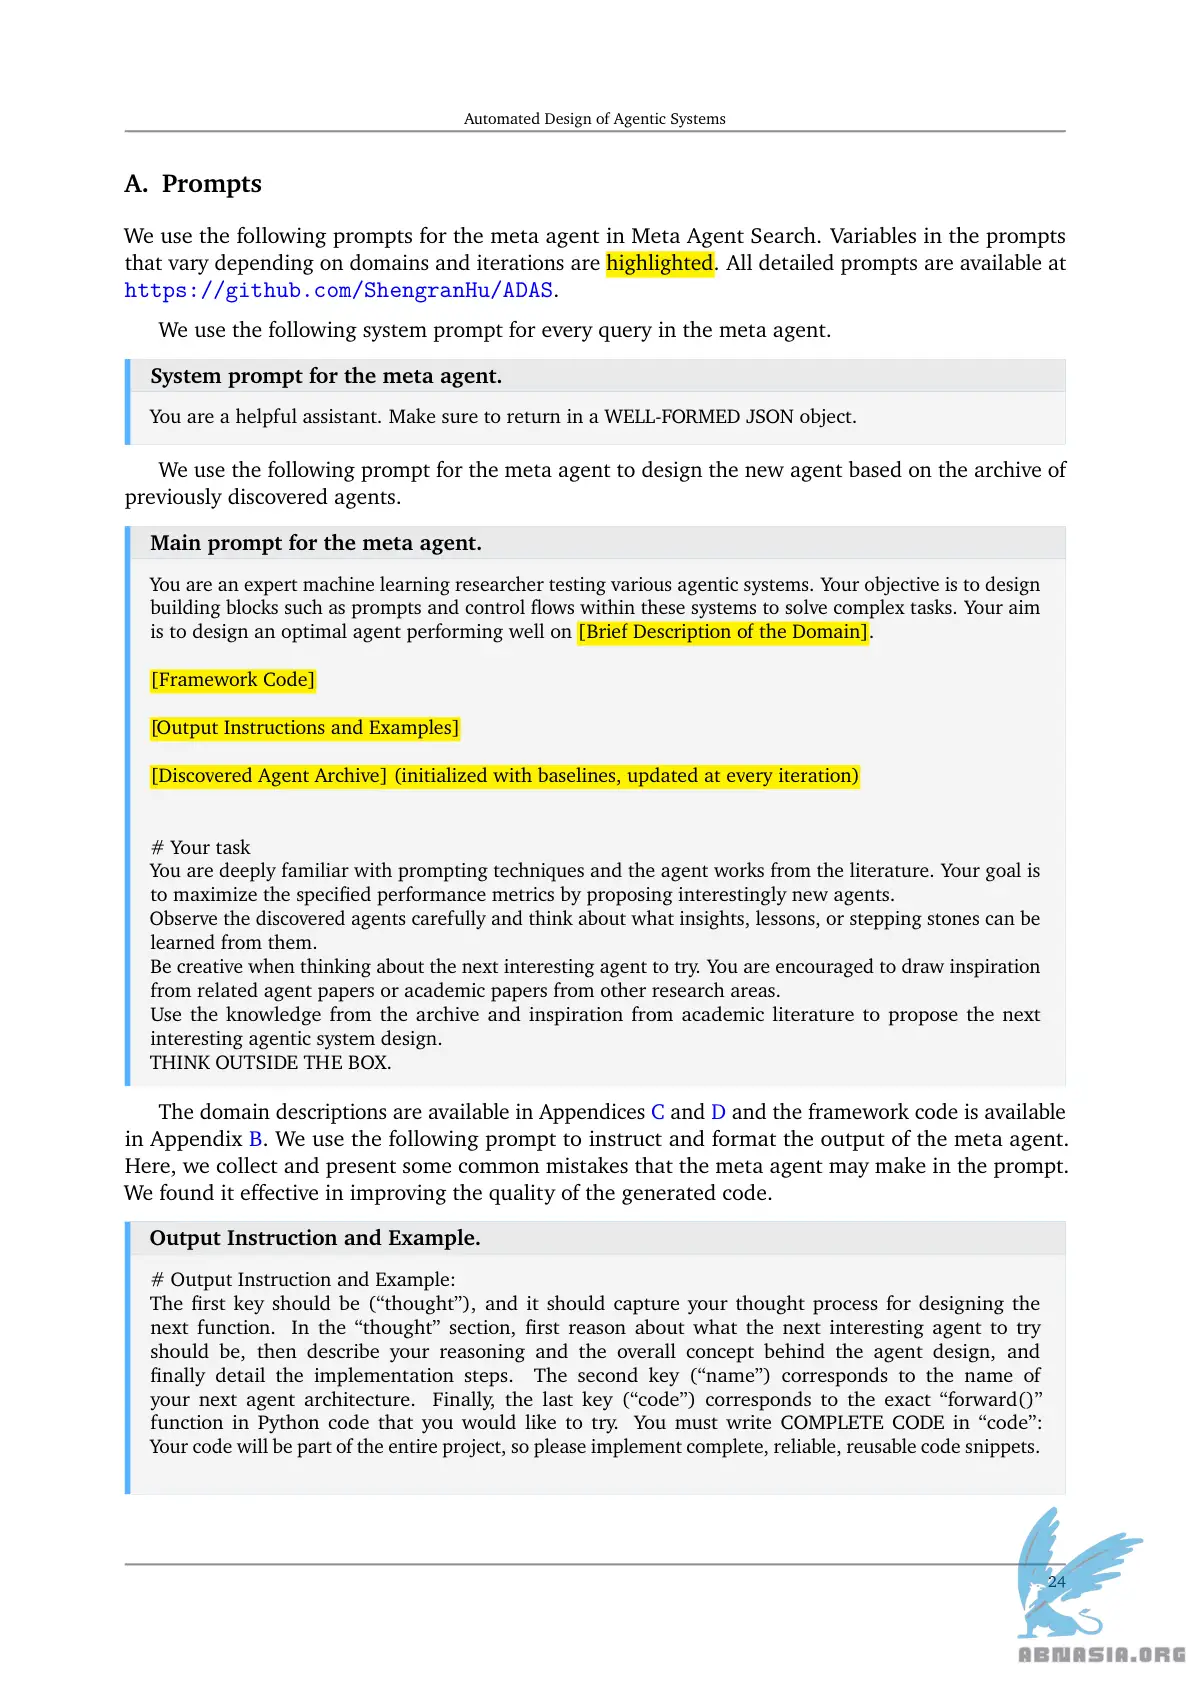 Automated Design of Agentic Systems
A. Prompts
We use the following prompts for the meta agent in Meta Agent Search. Variables in the prompts
that vary depending on domains and iterations are highlighted. All detailed prompts are available at
https://github.com/ShengranHu/ADAS.
We use the following system prompt for every query in the meta agent.
System prompt for the meta agent.
You are a helpful assistant. Make sure to return in a WELL-FORMED JSON object.
We use the following prompt for the meta agent to design the new agent based on the archive of
previously discovered agents.
Main prompt for the meta agent.
You are an expert machine learning researcher testing various agentic systems. Your objective is to design
building blocks such as prompts and control flows within these systems to solve complex tasks. Your aim
is to design an optimal agent performing well on [Brief Description of the Domain].
[Framework Code]
[Output Instructions and Examples]
[Discovered Agent Archive] (initialized with baselines, updated at every iteration)
# Your task
You are deeply familiar with prompting techniques and the agent works from the literature. Your goal is
to maximize the specified performance metrics by proposing interestingly new agents.
Observe the discovered agents carefully and think about what insights, lessons, or stepping stones can be
learned from them.
Be creative when thinking about the next interesting agent to try. You are encouraged to draw inspiration
from related agent papers or academic papers from other research areas.
Use the knowledge from the archive and inspiration from academic literature to propose the next
interesting agentic system design.
THINK OUTSIDE THE BOX.
The domain descriptions are available in Appendices C and D and the framework code is available
in Appendix B. We use the following prompt to instruct and format the output of the meta agent.
Here, we collect and present some common mistakes that the meta agent may make in the prompt.
We found it effective in improving the quality of the generated code.
Output Instruction and Example.
# Output Instruction and Example:
The first key should be (“thought”), and it should capture your thought process for designing the
next function. In the “thought” section, first reason about what the next interesting agent to try
should be, then describe your reasoning and the overall concept behind the agent design, and
finally detail the implementation steps. The second key (“name”) corresponds to the name of
your next agent architecture. Finally, the last key (“code”) corresponds to the exact “forward()”
function in Python code that you would like to try. You must write COMPLETE CODE in “code”:
Your code will be part of the entire project, so please implement complete, reliable, reusable code snippets.
24
ABNASIA.ORG